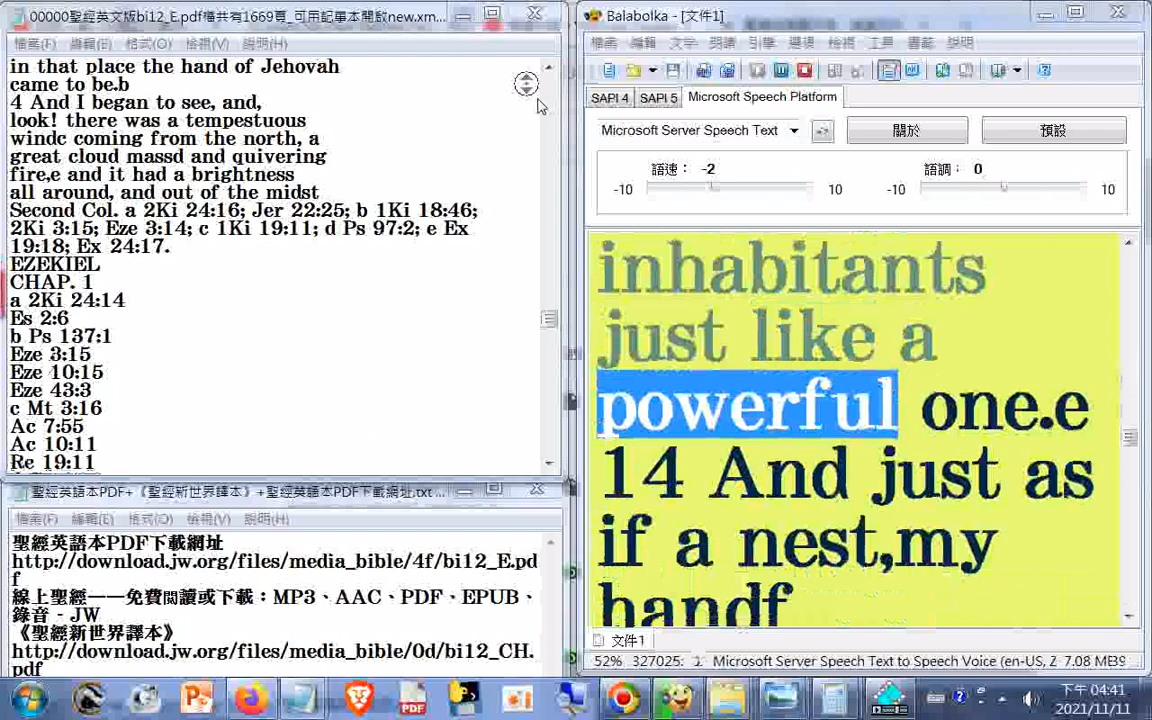 00000聖經英文版bi12_E.pdf檔共有1669頁_可用記事本開啟new.xm...
檔案(F) 編輯(E) 格式(O) 檢視(V) 說明(H)
in that place the hand of Jehovah
came to be.b
4 And I began to see, and,
look! there was a tempestuous
windc coming from the north, a
great cloud massd and quivering
fire,e and it had a brightness
all around, and out of the midst
Second Col. a 2Ki 24:16; Jer 22:25; b 1Ki 18:46;
2Ki 3:15; Eze 3:14; c 1Ki 19:11; d Ps 97:2; e Ex
19:18; Ex 24:17.
EZEKIEL
CHAP. 1
a 2Ki 24:14
Es 2:6
b Ps 137:1
Eze 3:15
Eze 10:15
Eze 43:3
c Mt 3:16
Ac 7:55
Ac 10:11
Re 19:11
聖經英語本PDF+《聖經新世界譯本》+聖經英語本PDF下載網址.txt ...
檔案(F) 編輯(E) 格式(O) 檢視(V) 說明(H)
聖經英語本PDF下載網址
http://download.jw.org/files/media_bible/4f/bi12_E.pd
f
線上聖經——免費閱讀或下載：MP3、AAC、PDF、EPUB、
錄音 - JW
《聖經新世界譯本》
http://download.jw.org/files/media_bible/0d/bi12_CH.
pdf
Balabolka - [文件1]
檔案 編輯 文字 朗讀 引擎 選項 檢視 工具 書籤 說明
SAPI 4 SAPI 5 Microsoft Speech Platform
Microsoft Server Speech Text
關於
預設
語速： -2
語調： 0
-10 10 -10 10
inhabitants
just like a
powerful one.e
14 And just as
if a nest,my
handf
文件1
52% 327025: Microsoft Server Speech Text to Speech Voice (en-US, Z 7.08 MB
下午 04:41
2021/11/11